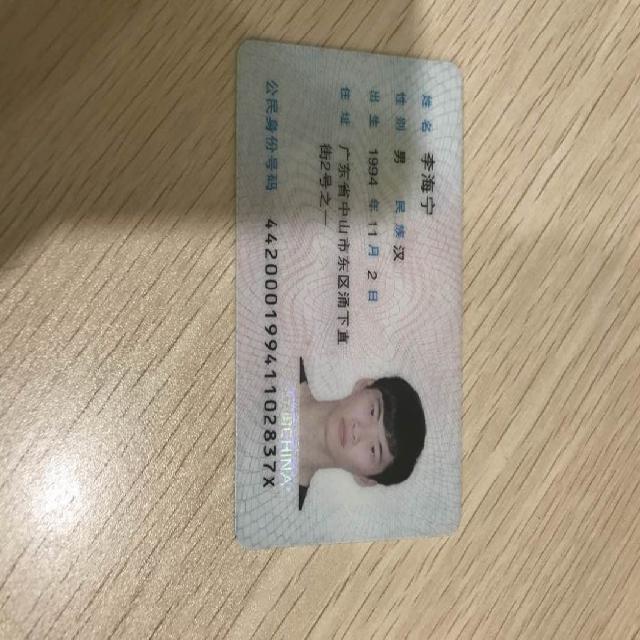 姓名 李海宁
性别 男 民族 汉
出生 1994 年 11 月 2 日
住址 广东省中山市东区涌下直
街 号之一
公民身份号码 44200019941102837X
CHINA